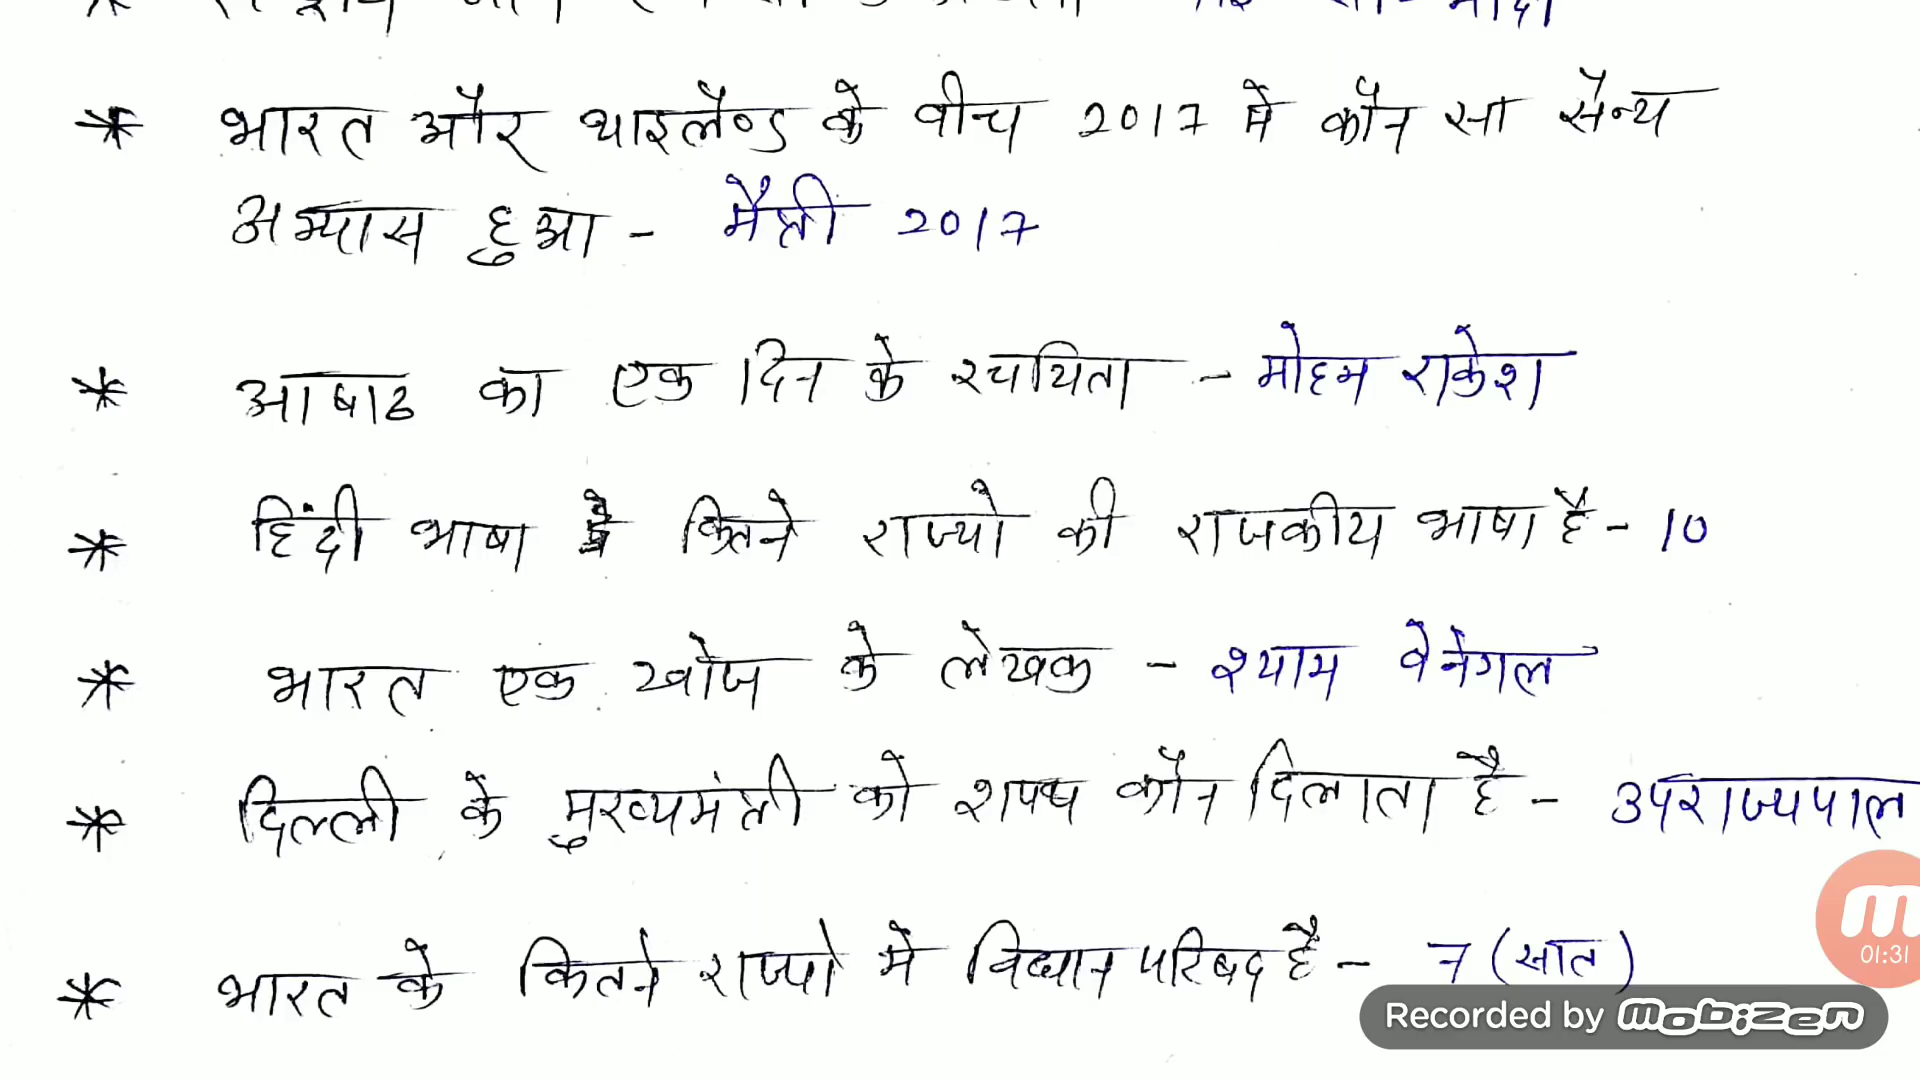 * भारत और थाइलैण्ड के वीच 2017 मे कौन सा सैन्य
अभ्यास हुआ - मैत्री 2017
* आषाढ का एक दिन के रचयिता - मोहन राकेश
* हिंदी भाषा कितने राज्यो की राजकीय भाषा है - 10
* भारत एक खोज के लेखक - श्याम वेनेगल
* दिल्ली के मुख्यमंत्री को शपथ कौन दिलाता है - उपराज्यपाल
* भारत के कितने राज्यो मे विधान परिषद है - 7 (सात)
01:31
Recorded by mobizen